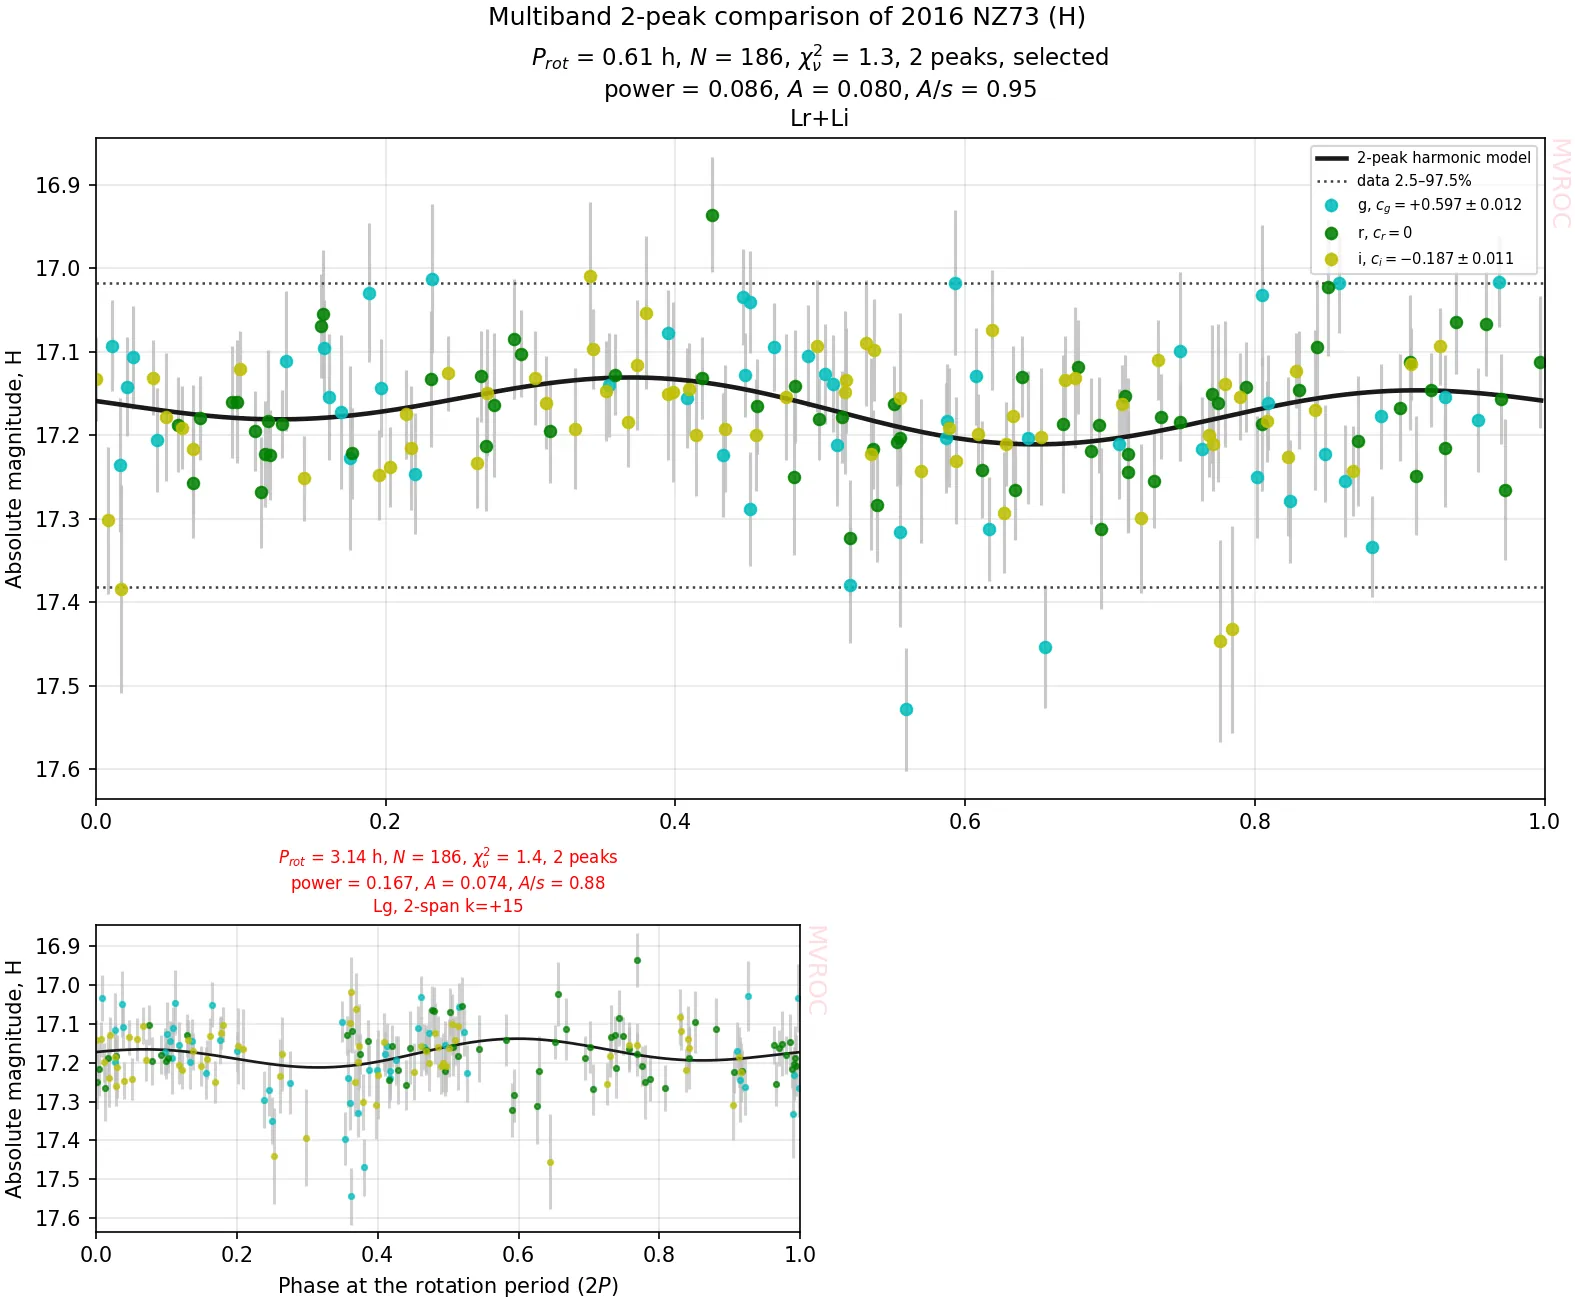 Multiband 2-peak comparison of 2016 NZ73 (H)
P_rot = 0.61 h, N = 186, χ²_ν = 1.3, 2 peaks, selected
power = 0.086, A = 0.080, A/s = 0.95
Lr+Li
2-peak harmonic model
data 2.5–97.5%
g, c_g = +0.597 ± 0.012
r, c_r = 0
i, c_i = −0.187 ± 0.011
MVROC
Absolute magnitude, H
16.9
17.0
17.1
17.2
17.3
17.4
17.5
17.6
0.0 0.2 0.4 0.6 0.8 1.0
P_rot = 3.14 h, N = 186, χ²_ν = 1.4, 2 peaks
power = 0.167, A = 0.074, A/s = 0.88
Lg, 2-span k=+15
MVROC
Absolute magnitude, H
16.9
17.0
17.1
17.2
17.3
17.4
17.5
17.6
0.0 0.2 0.4 0.6 0.8 1.0
Phase at the rotation period (2P)